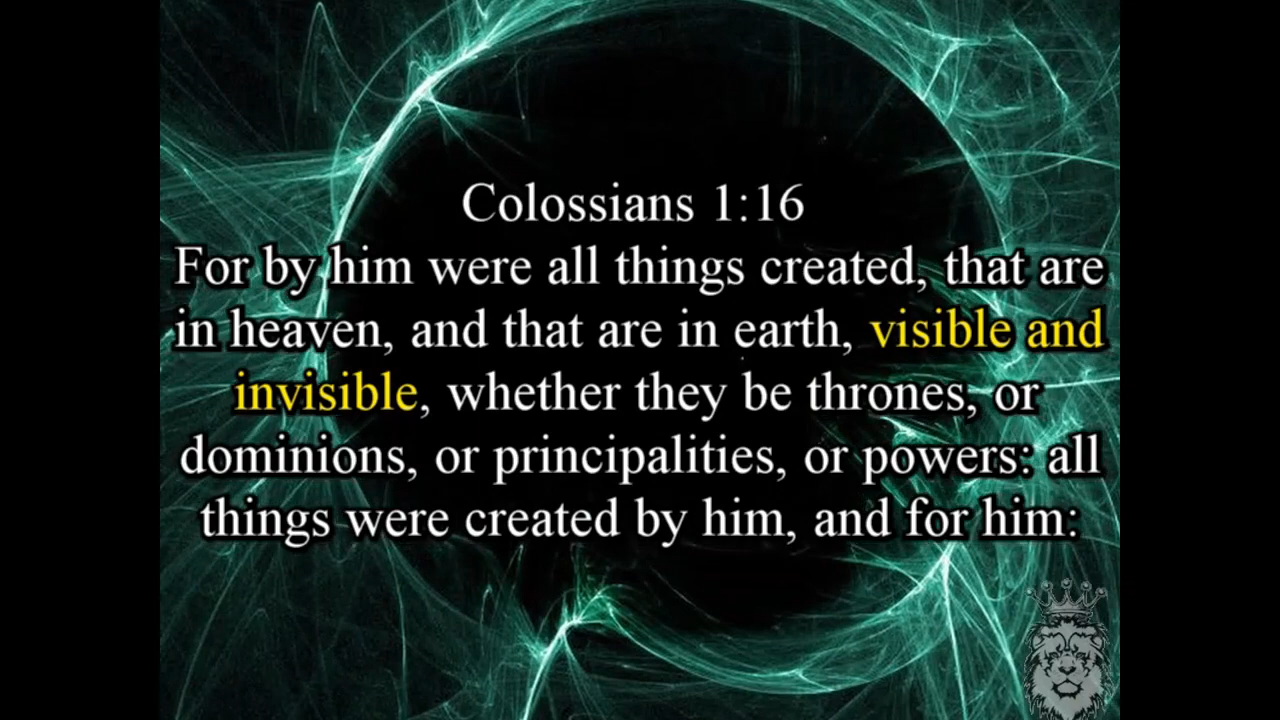 Colossians 1:16
For by him were all things created, that are
in heaven, and that are in earth, visible and
invisible, whether they be thrones, or
dominions, or principalities, or powers: all
things were created by him, and for him: